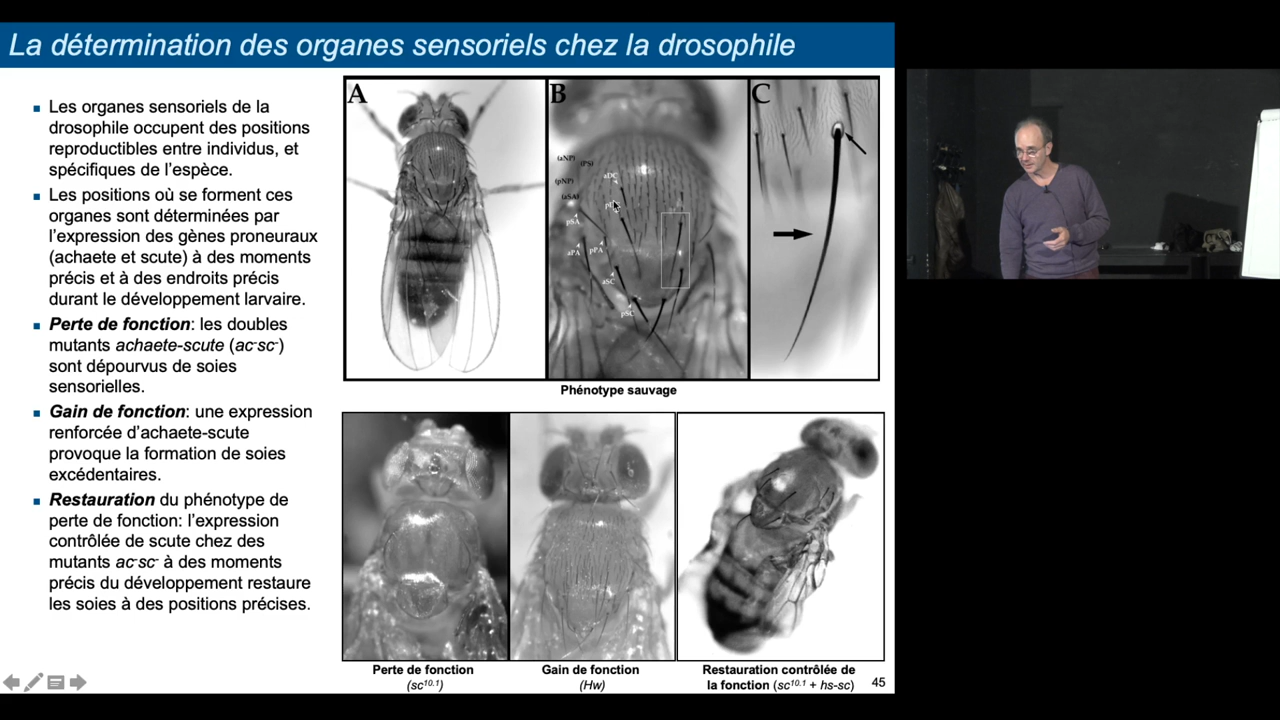 La détermination des organes sensoriels chez la drosophile
Les organes sensoriels de la
drosophile occupent des positions
reproductibles entre individus, et
spécifiques de l'espèce.
Les positions où se forment ces
organes sont déterminées par
l'expression des gènes proneuraux
(achaete et scute) à des moments
précis et à des endroits précis
durant le développement larvaire.
Perte de fonction: les doubles
mutants achaete-scute (ac-sc-)
sont dépourvus de soies
sensorielles.
Gain de fonction: une expression
renforcée d'achaete-scute
provoque la formation de soies
excédentaires.
Restauration du phénotype de
perte de fonction: l'expression
contrôlée de scute chez des
mutants ac-sc- à des moments
précis du développement restaure
les soies à des positions précises.
A
B
(aNP)
(PS)
aDC
(pNP)
(aSA)
pSA
aPA
pPA
aSC
pSC
C
Phénotype sauvage
Perte de fonction
(sc10.1)
Gain de fonction
(Hw)
Restauration contrôlée de
la fonction (sc10.1 + hs-sc)
45